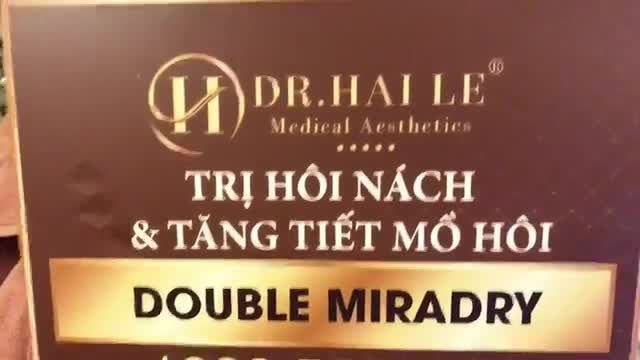 DR.HAI LE®
Medical Aesthetics
TRỊ HÔI NÁCH
& TĂNG TIẾT MỒ HÔI
DOUBLE MIRADRY